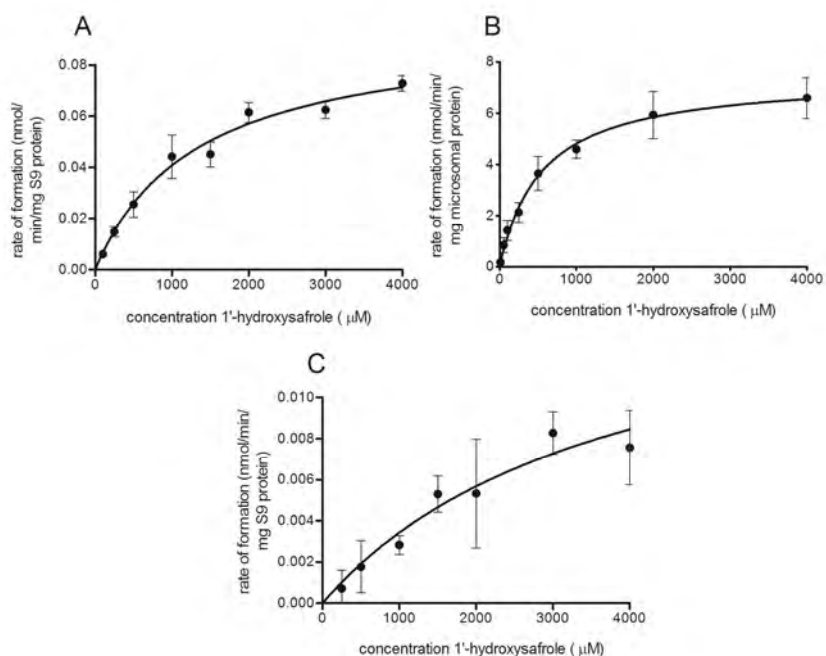 A
rate of formation (nmol/
min/mg S9 protein)
0.08
0.06
0.04
0.02
0.00
0 1000 2000 3000 4000
concentration 1'-hydroxysafrole ( μM)
B
rate of formation (nmol/min/
mg microsomal protein)
8
6
4
2
0
0 1000 2000 3000 4000
concentration 1'-hydroxysafrole ( μM)
C
rate of formation (nmol/min/
mg S9 protein)
0.010
0.008
0.006
0.004
0.002
0.000
0 1000 2000 3000 4000
concentration 1'-hydroxysafrole ( μM)